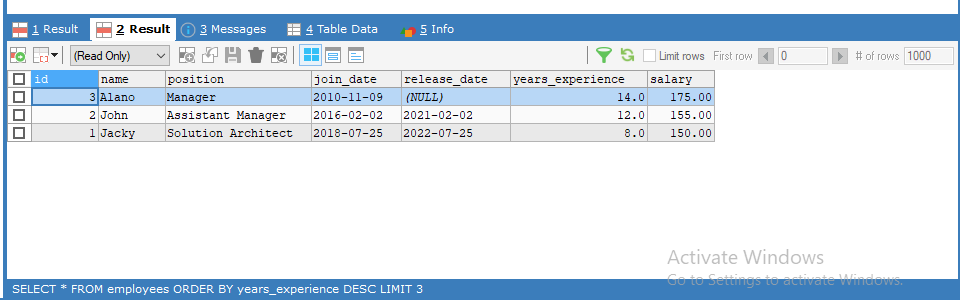 1 Result 2 Result 3 Messages 4 Table Data 5 Info
(Read Only) Limit rows First row 0 # of rows 1000
id name position join_date release_date years_experience salary
3 Alano Manager 2010-11-09 (NULL) 14.0 175.00
2 John Assistant Manager 2016-02-02 2021-02-02 12.0 155.00
1 Jacky Solution Architect 2018-07-25 2022-07-25 8.0 150.00
Activate Windows
Go to Settings to activate Windows.
SELECT * FROM employees ORDER BY years_experience DESC LIMIT 3